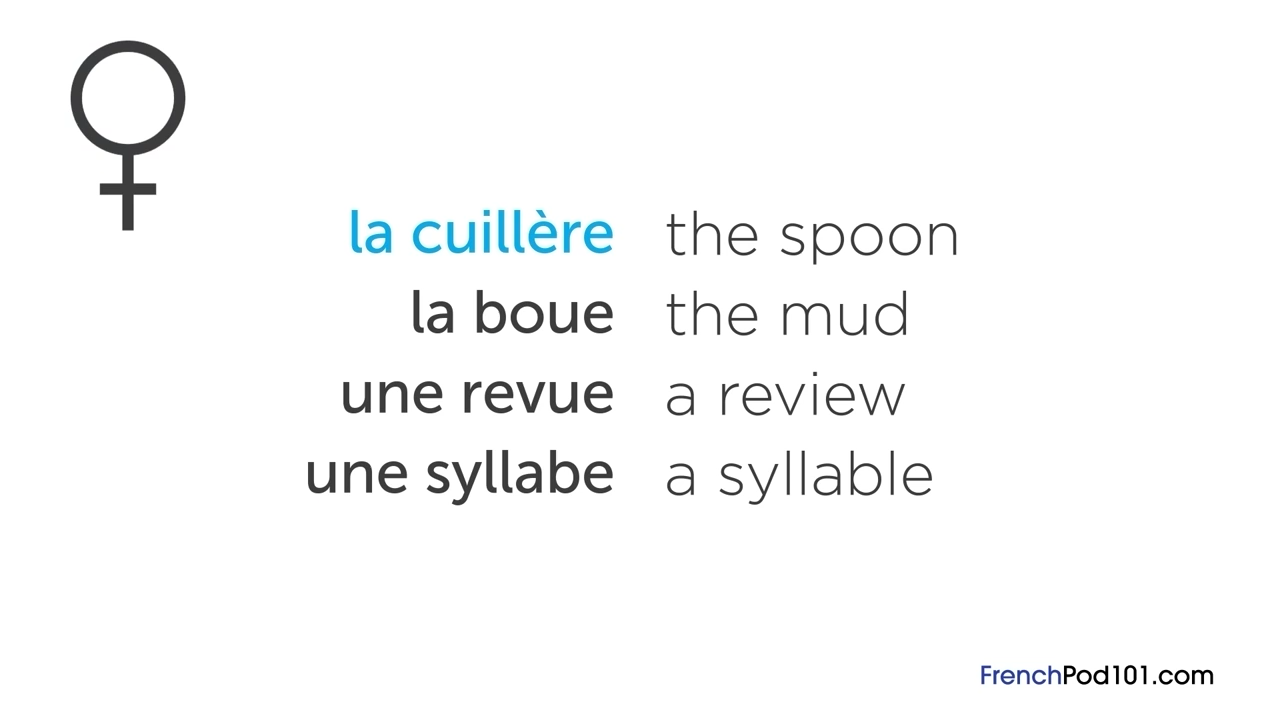 la cuillère the spoon
la boue the mud
une revue a review
une syllabe a syllable
FrenchPod101.com